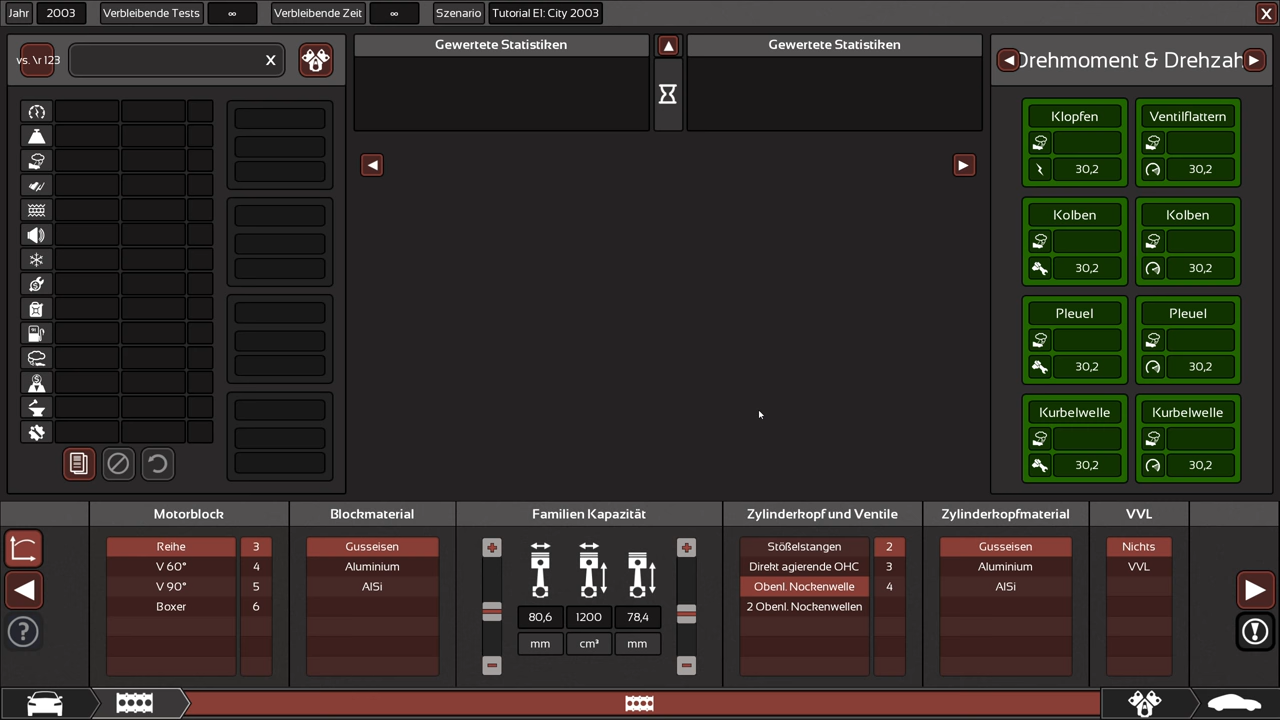 Jahr 2003 Verbleibende Tests ∞ Verbleibende Zeit ∞ Szenario Tutorial E1: City 2003 X
vs. \r 123
X
Gewertete Statistiken
Gewertete Statistiken
Drehmoment & Drehzah
Klopfen
30,2
Ventilflattern
30,2
Kolben
30,2
Kolben
30,2
Pleuel
30,2
Pleuel
30,2
Kurbelwelle
30,2
Kurbelwelle
30,2
Motorblock
Reihe 3
V 60° 4
V 90° 5
Boxer 6
Blockmaterial
Gusseisen
Aluminium
AlSi
Familien Kapazität
80,6 1200 78,4
mm cm³ mm
Zylinderkopf und Ventile
Stößelstangen 2
Direkt agierende OHC 3
Obenl. Nockenwelle 4
2 Obenl. Nockenwellen
Zylinderkopfmaterial
Gusseisen
Aluminium
AlSi
VVL
Nichts
VVL
?